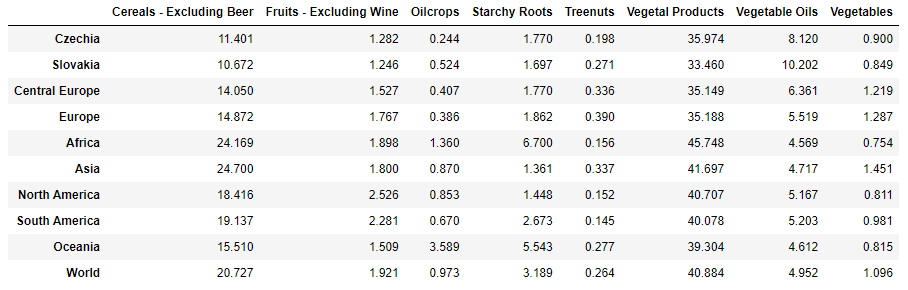 Cereals - Excluding Beer Fruits - Excluding Wine Oilcrops Starchy Roots Treenuts Vegetal Products Vegetable Oils Vegetables
Czechia 11.401 1.282 0.244 1.770 0.198 35.974 8.120 0.900
Slovakia 10.672 1.246 0.524 1.697 0.271 33.460 10.202 0.849
Central Europe 14.050 1.527 0.407 1.770 0.336 35.149 6.361 1.219
Europe 14.872 1.767 0.386 1.862 0.390 35.188 5.519 1.287
Africa 24.169 1.898 1.360 6.700 0.156 45.748 4.569 0.754
Asia 24.700 1.800 0.870 1.361 0.337 41.697 4.717 1.451
North America 18.416 2.526 0.853 1.448 0.152 40.707 5.167 0.811
South America 19.137 2.281 0.670 2.673 0.145 40.078 5.203 0.981
Oceania 15.510 1.509 3.589 5.543 0.277 39.304 4.612 0.815
World 20.727 1.921 0.973 3.189 0.264 40.884 4.952 1.096